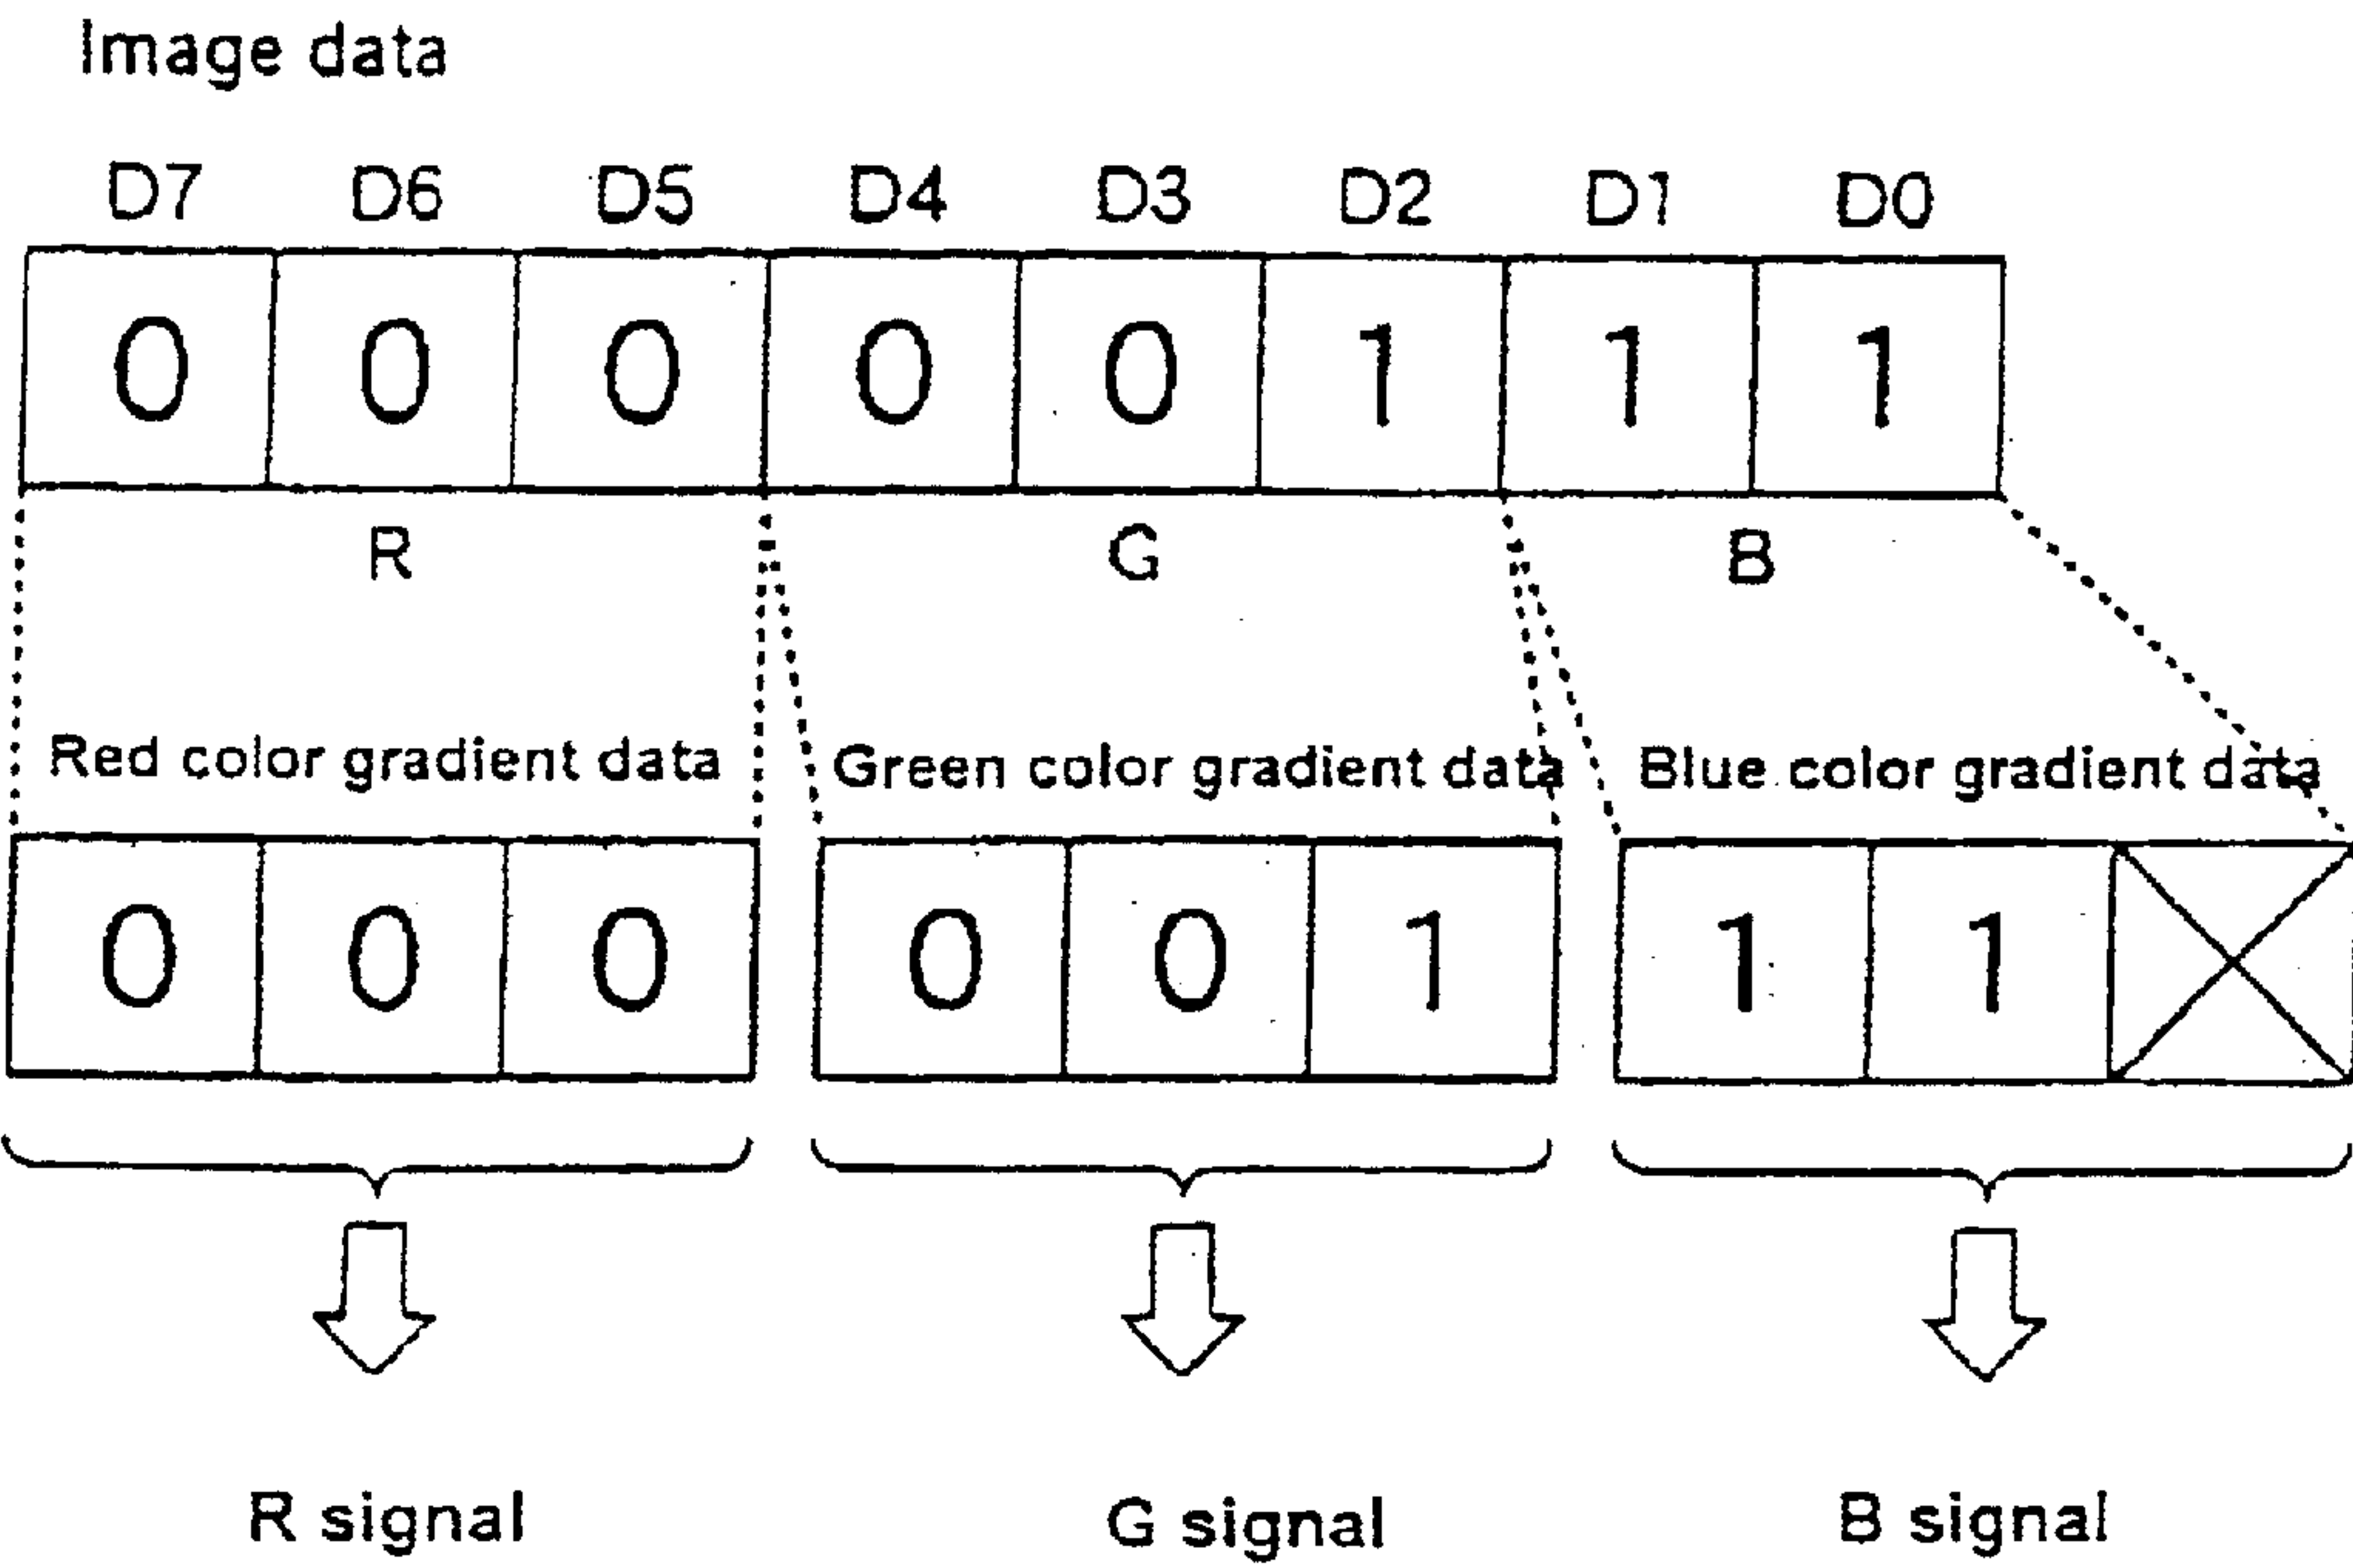 Image data
D7 D6 D5 D4 D3 D2 D1 D0
0 0 0 0 0 1 1 1
R G B
Red color gradient data Green color gradient data Blue color gradient data
0 0 0 0 0 1 1 1
R signal G signal B signal